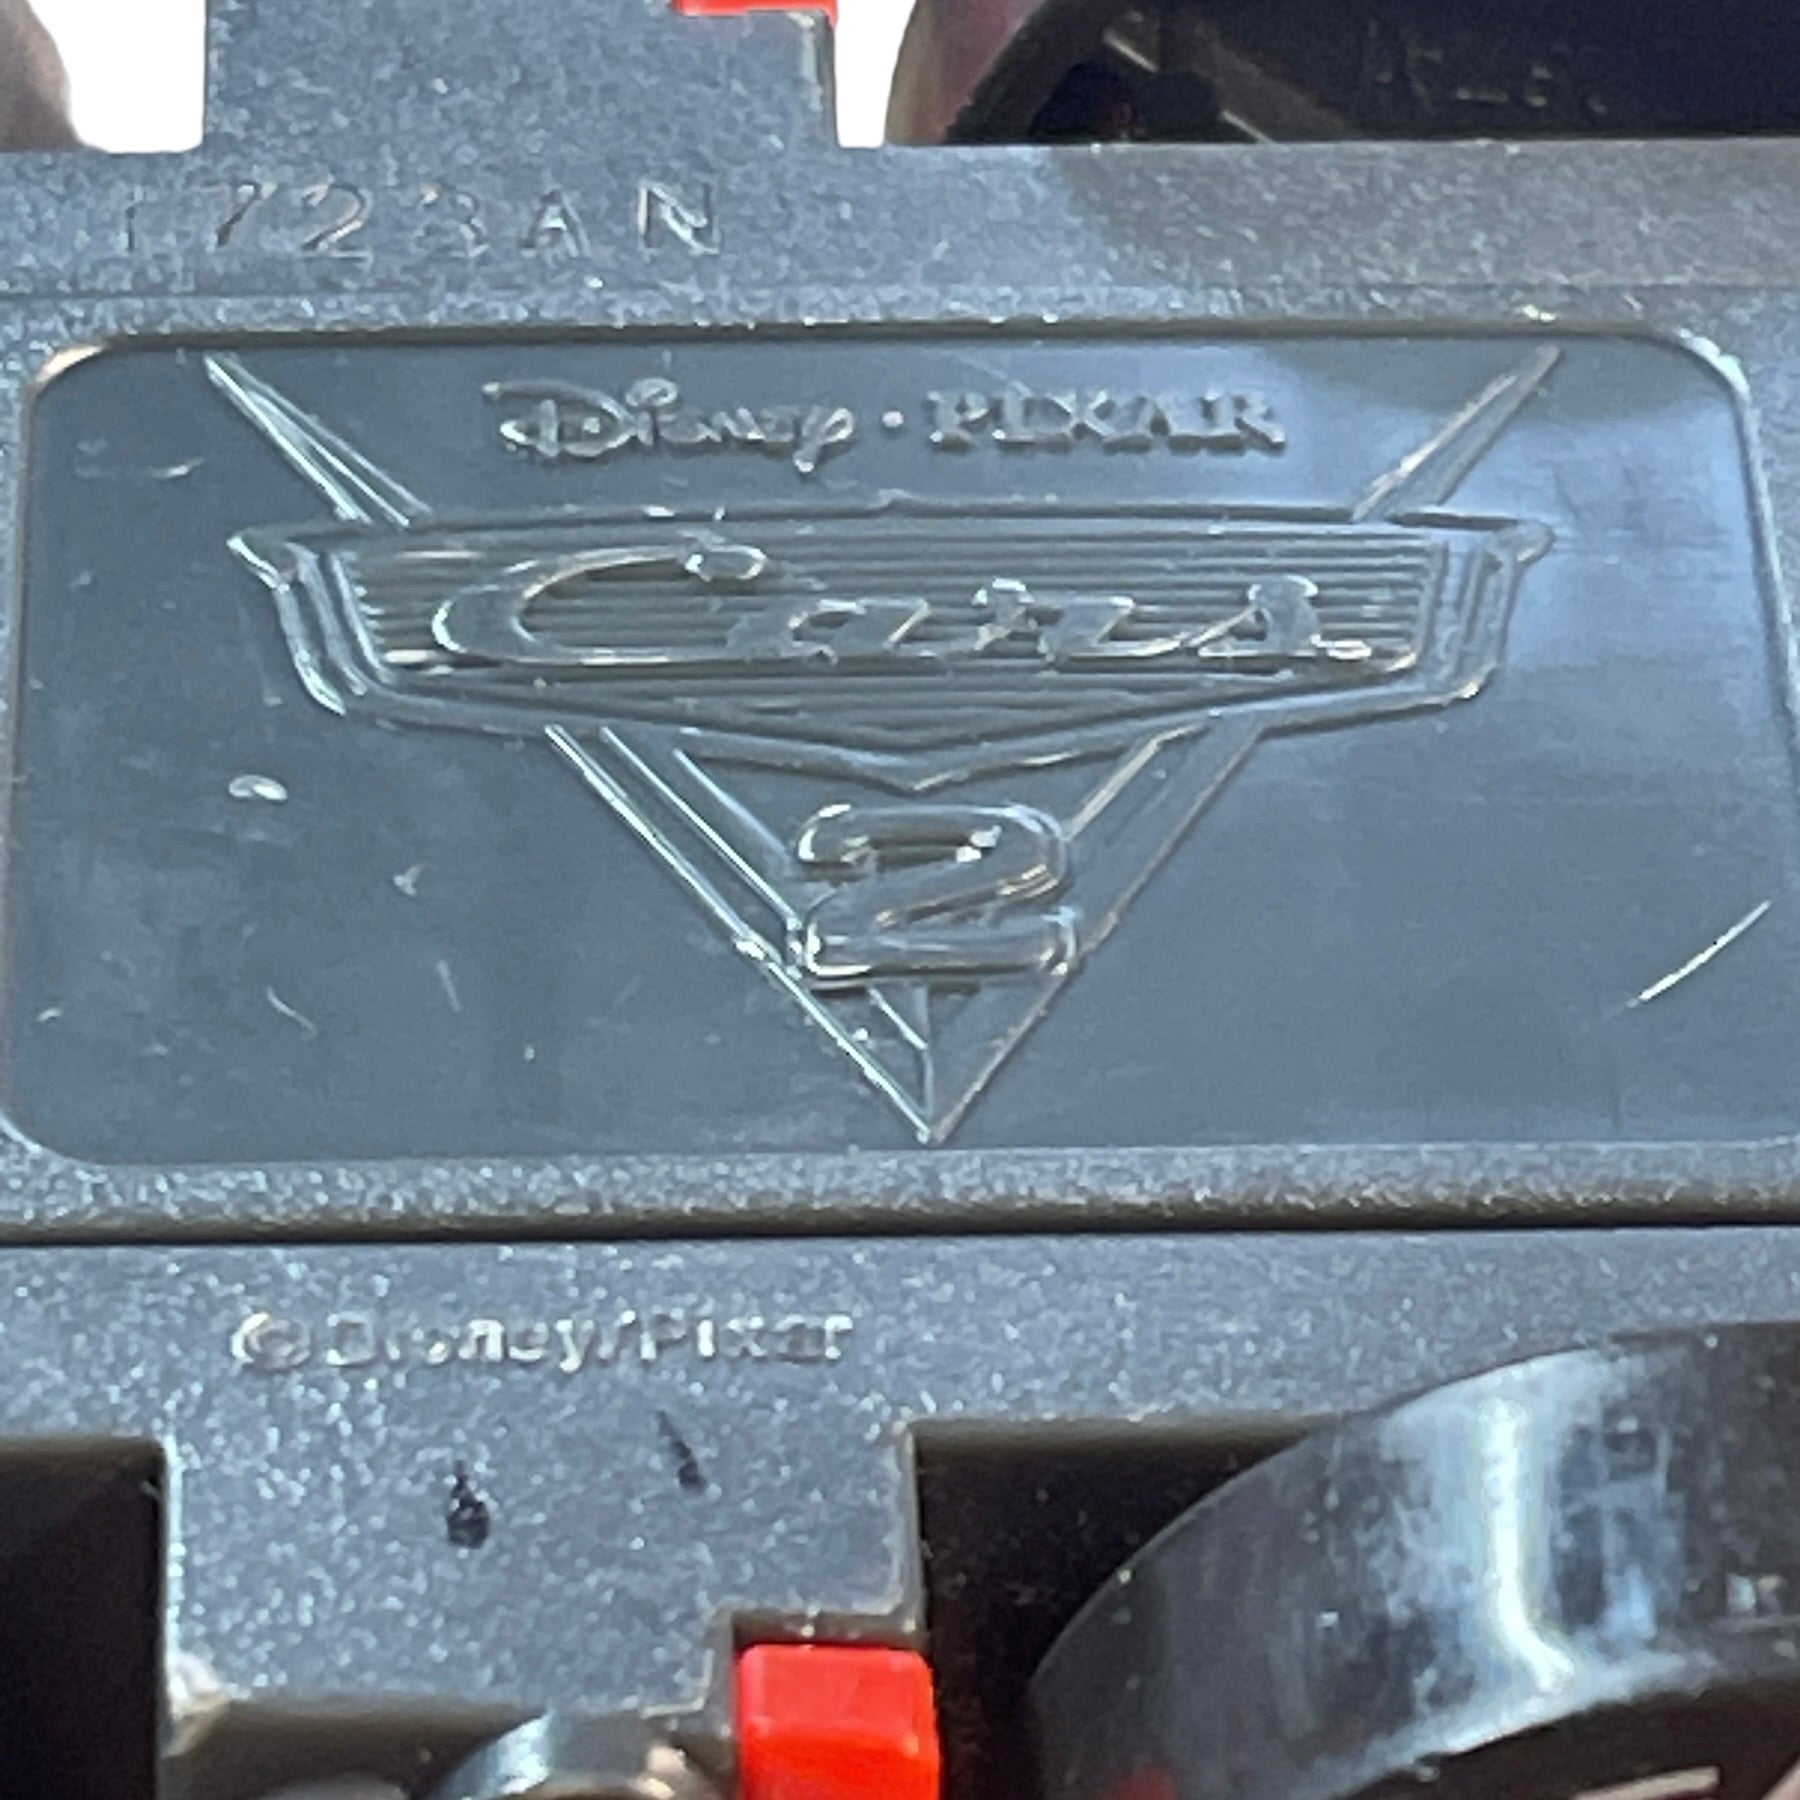 1723AN
Disney · PIXAR
Cars
2
©Disney/Pixar